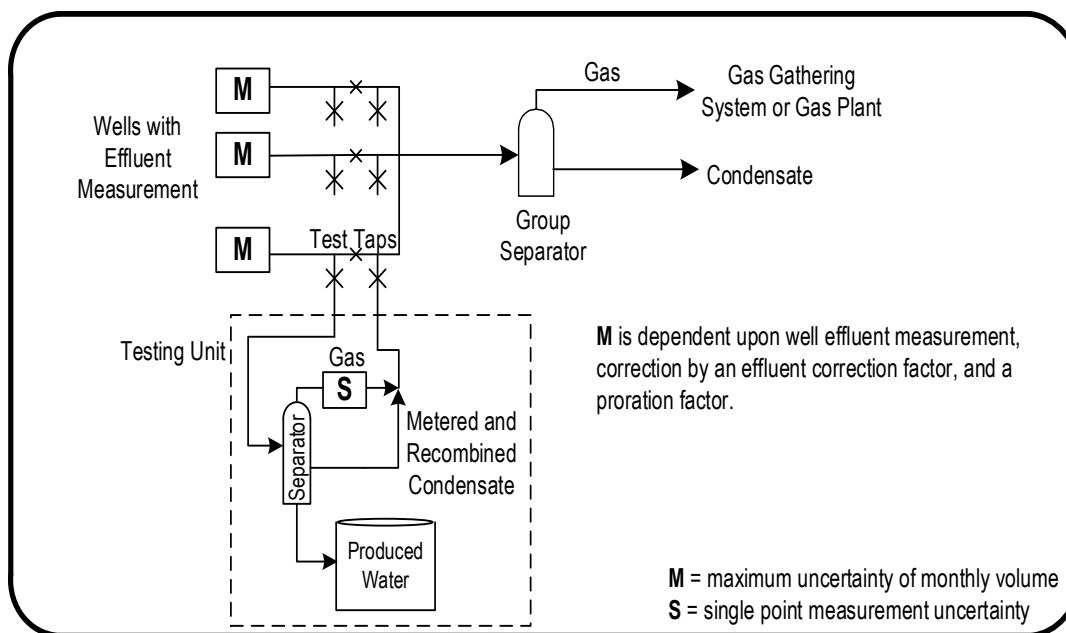 M
Wells with
Effluent
Measurement
M
M
Test Taps
Gas
Gas Gathering
System or Gas Plant
Condensate
Group
Separator
Testing Unit
Gas
S
Separator
Metered and
Recombined
Condensate
Produced
Water
M is dependent upon well effluent measurement,
correction by an effluent correction factor, and a
proration factor.
M = maximum uncertainty of monthly volume
S = single point measurement uncertainty